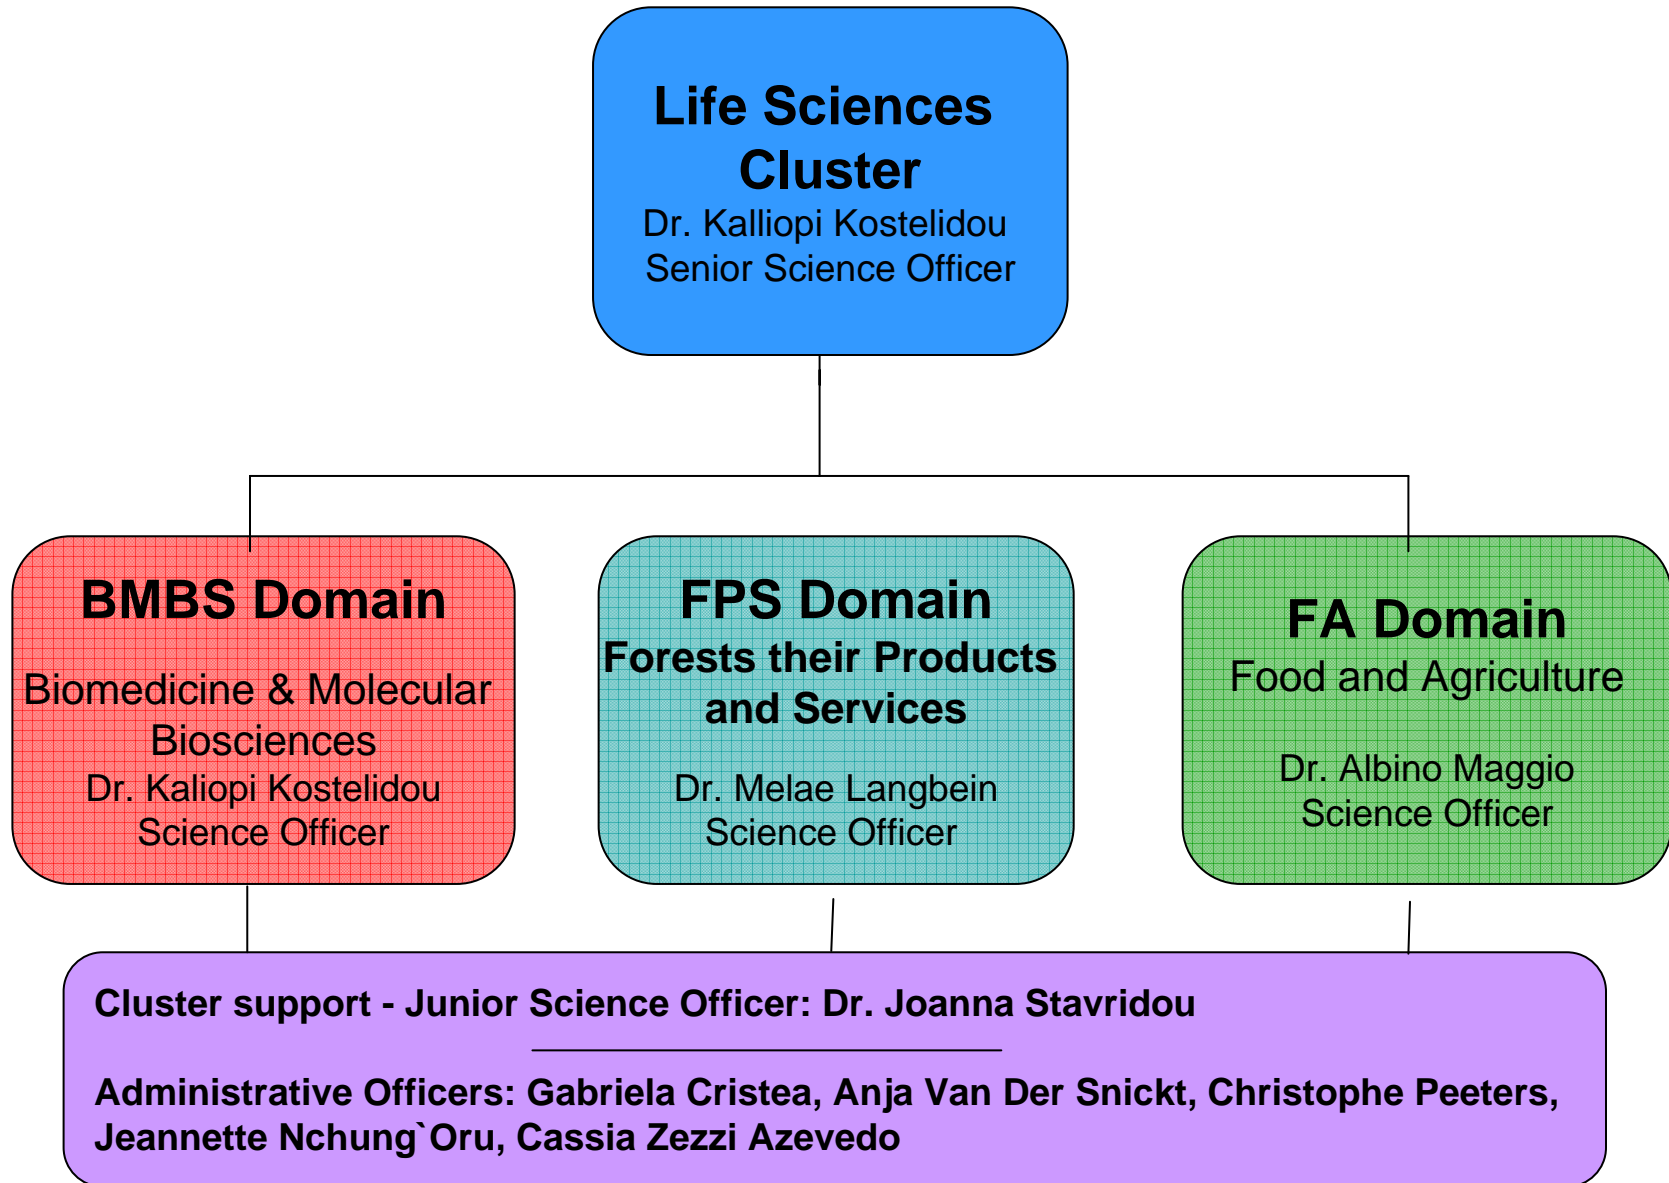 Life Sciences
Cluster
Dr. Kalliopi Kostelidou
Senior Science Officer
BMBS Domain
Biomedicine & Molecular
Biosciences
Dr. Kaliopi Kostelidou
Science Officer
FPS Domain
Forests their Products
and Services
Dr. Melae Langbein
Science Officer
FA Domain
Food and Agriculture
Dr. Albino Maggio
Science Officer
Cluster support - Junior Science Officer: Dr. Joanna Stavridou
Administrative Officers: Gabriela Cristea, Anja Van Der Snickt, Christophe Peeters,
Jeannette Nchung`Oru, Cassia Zezzi Azevedo